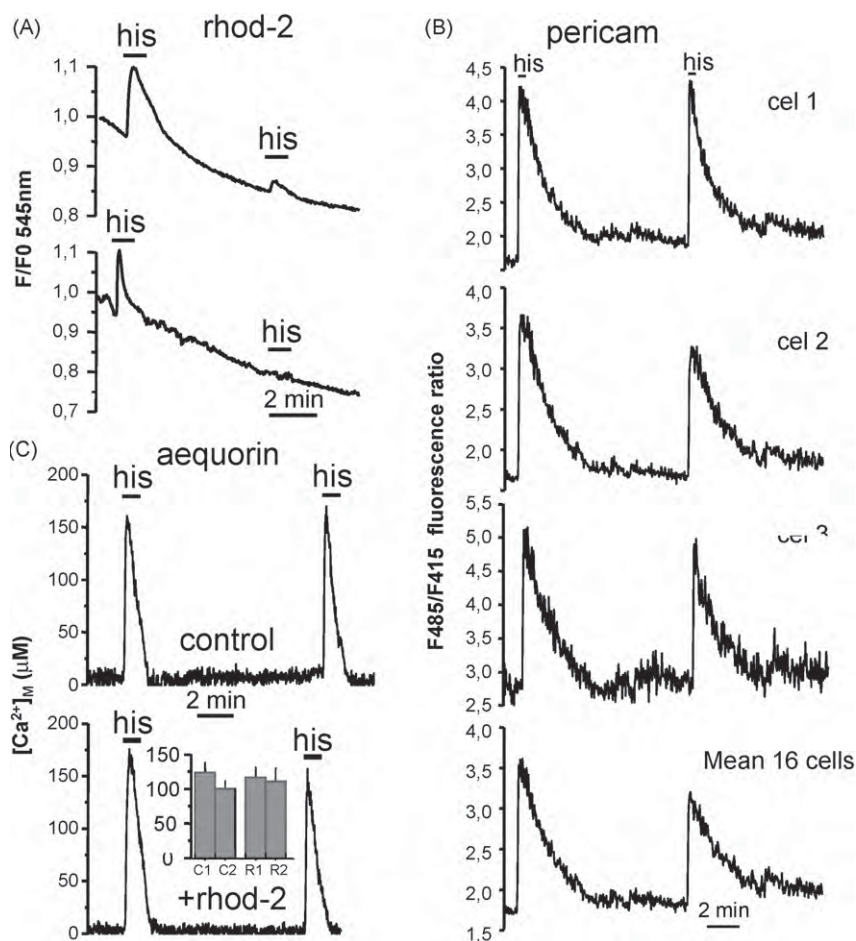 (A)
rhod-2
his
1,1
1,0
0,9
0,8
his
F/F0 545nm
his
1,1
1,0
0,9
0,8
0,7
his
2 min
(B)
pericam
his
his
cel 1
4,5
4,0
3,5
3,0
2,5
2,0
cel 2
4,0
3,5
3,0
2,5
2,0
F485/F415 fluorescence ratio
cel 3
5,5
5,0
4,5
4,0
3,5
3,0
2,5
Mean 16 cells
4,0
3,5
3,0
2,5
2,0
1.5
2 min
(C)
aequorin
his
his
200
150
100
50
0
control
2 min
[Ca²⁺]M (µM)
his
his
200
150
100
50
0
150
125
100
75
50
25
0
C1 C2 R1 R2
+rhod-2